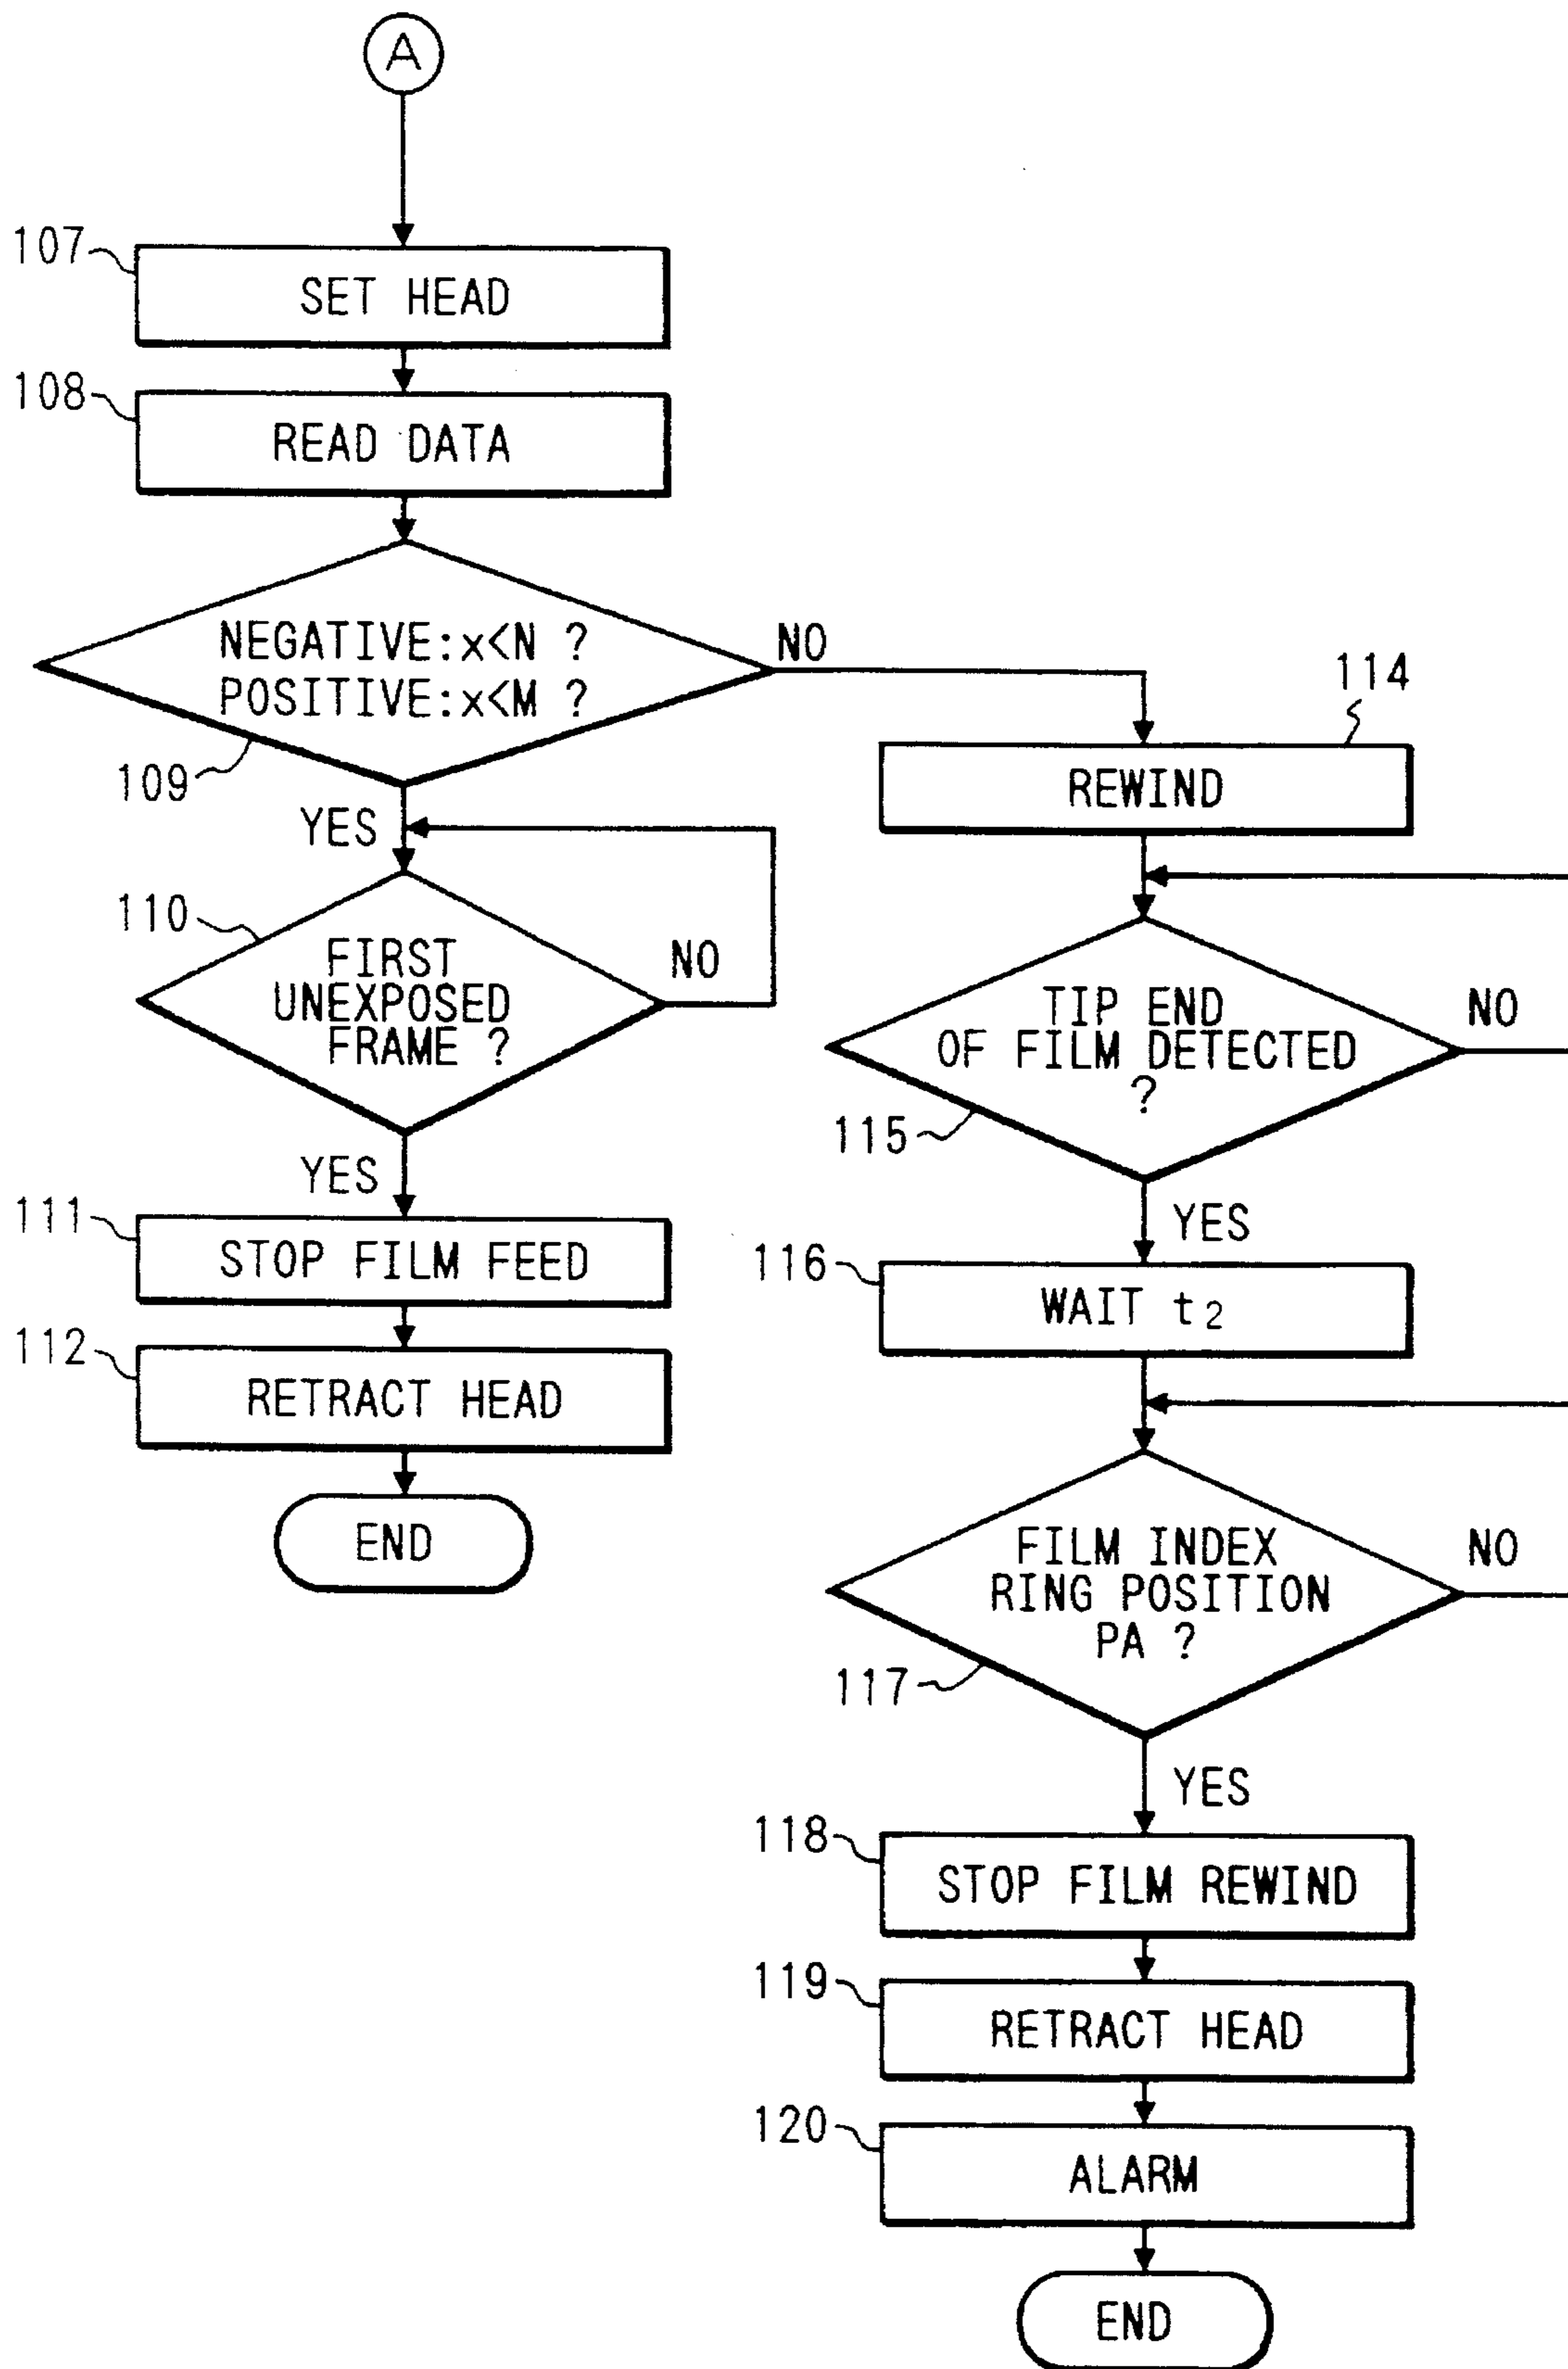 A
107
SET HEAD
108
READ DATA
NEGATIVE:x<N ?
POSITIVE:x<M ?
NO
109
YES
110
FIRST
UNEXPOSED
FRAME ?
NO
YES
111
STOP FILM FEED
112
RETRACT HEAD
END
114
REWIND
TIP END
OF FILM DETECTED
?
NO
115
YES
116
WAIT t2
FILM INDEX
RING POSITION
PA ?
NO
117
YES
118
STOP FILM REWIND
119
RETRACT HEAD
120
ALARM
END